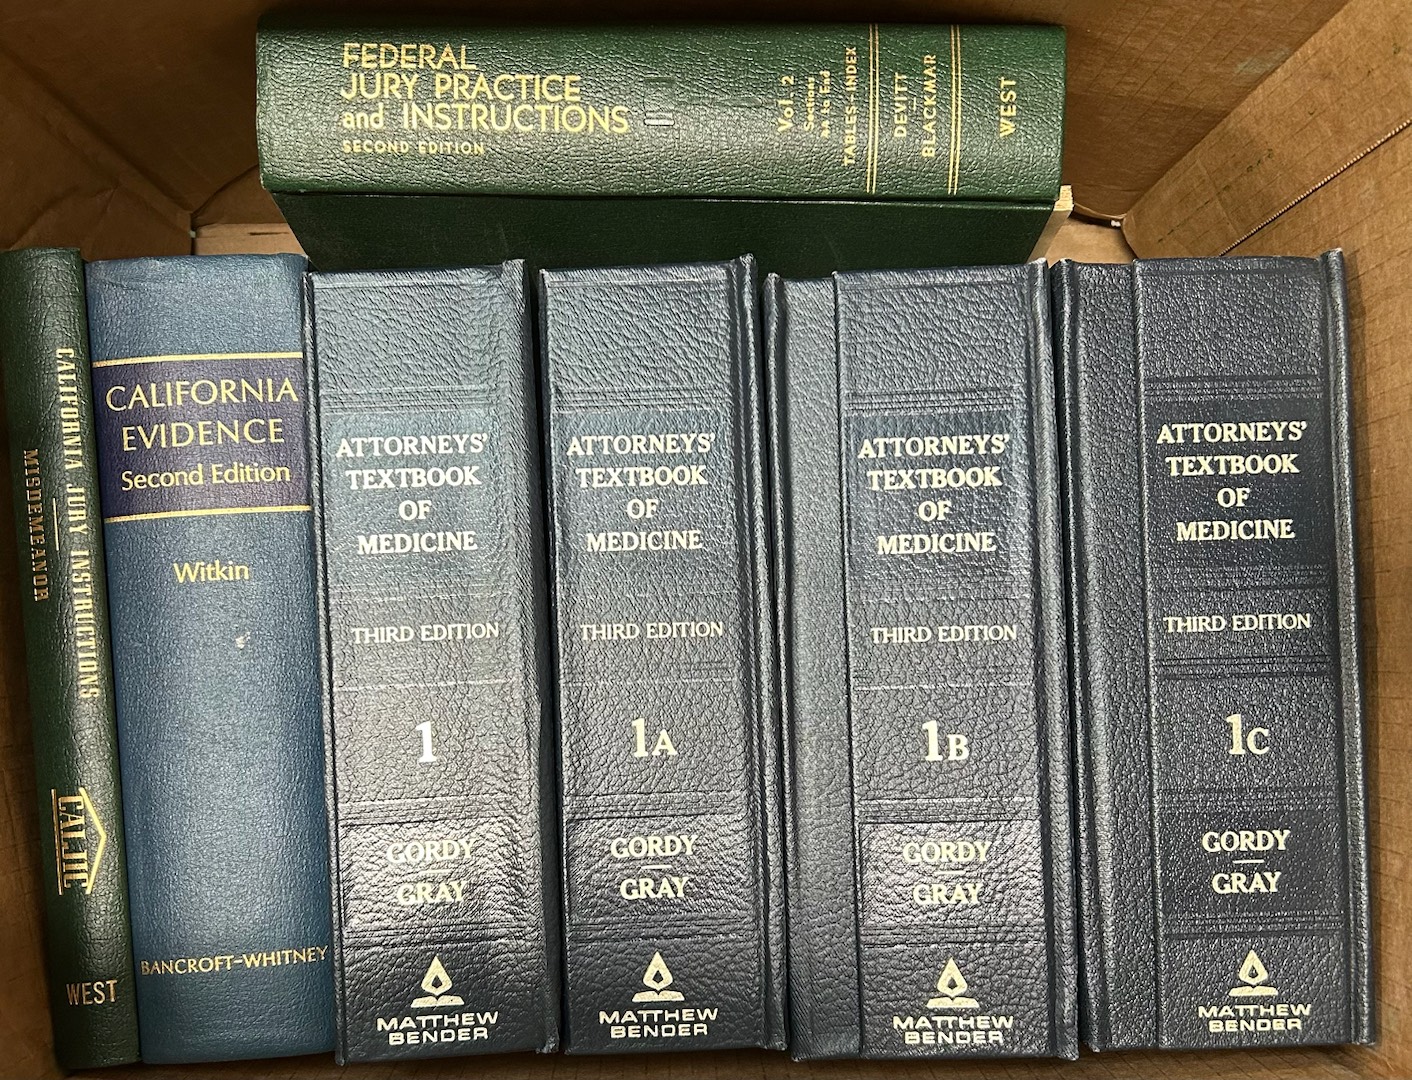 FEDERAL
JURY PRACTICE
and INSTRUCTIONS
SECOND EDITION
Vol. 2
Sections
to End
TABLES-INDEX
DEVITT
BLACKMAR
WEST
CALIFORNIA JURY INSTRUCTIONS
MISDEMEANOR
CALJIC
WEST
CALIFORNIA
EVIDENCE
Second Edition
Witkin
BANCROFT-WHITNEY
ATTORNEYS'
TEXTBOOK
OF
MEDICINE
THIRD EDITION
1
GORDY
GRAY
MATTHEW
BENDER
ATTORNEYS'
TEXTBOOK
OF
MEDICINE
THIRD EDITION
1A
GORDY
GRAY
MATTHEW
BENDER
ATTORNEYS'
TEXTBOOK
OF
MEDICINE
THIRD EDITION
1B
GORDY
GRAY
MATTHEW
BENDER
ATTORNEYS'
TEXTBOOK
OF
MEDICINE
THIRD EDITION
1C
GORDY
GRAY
MATTHEW
BENDER